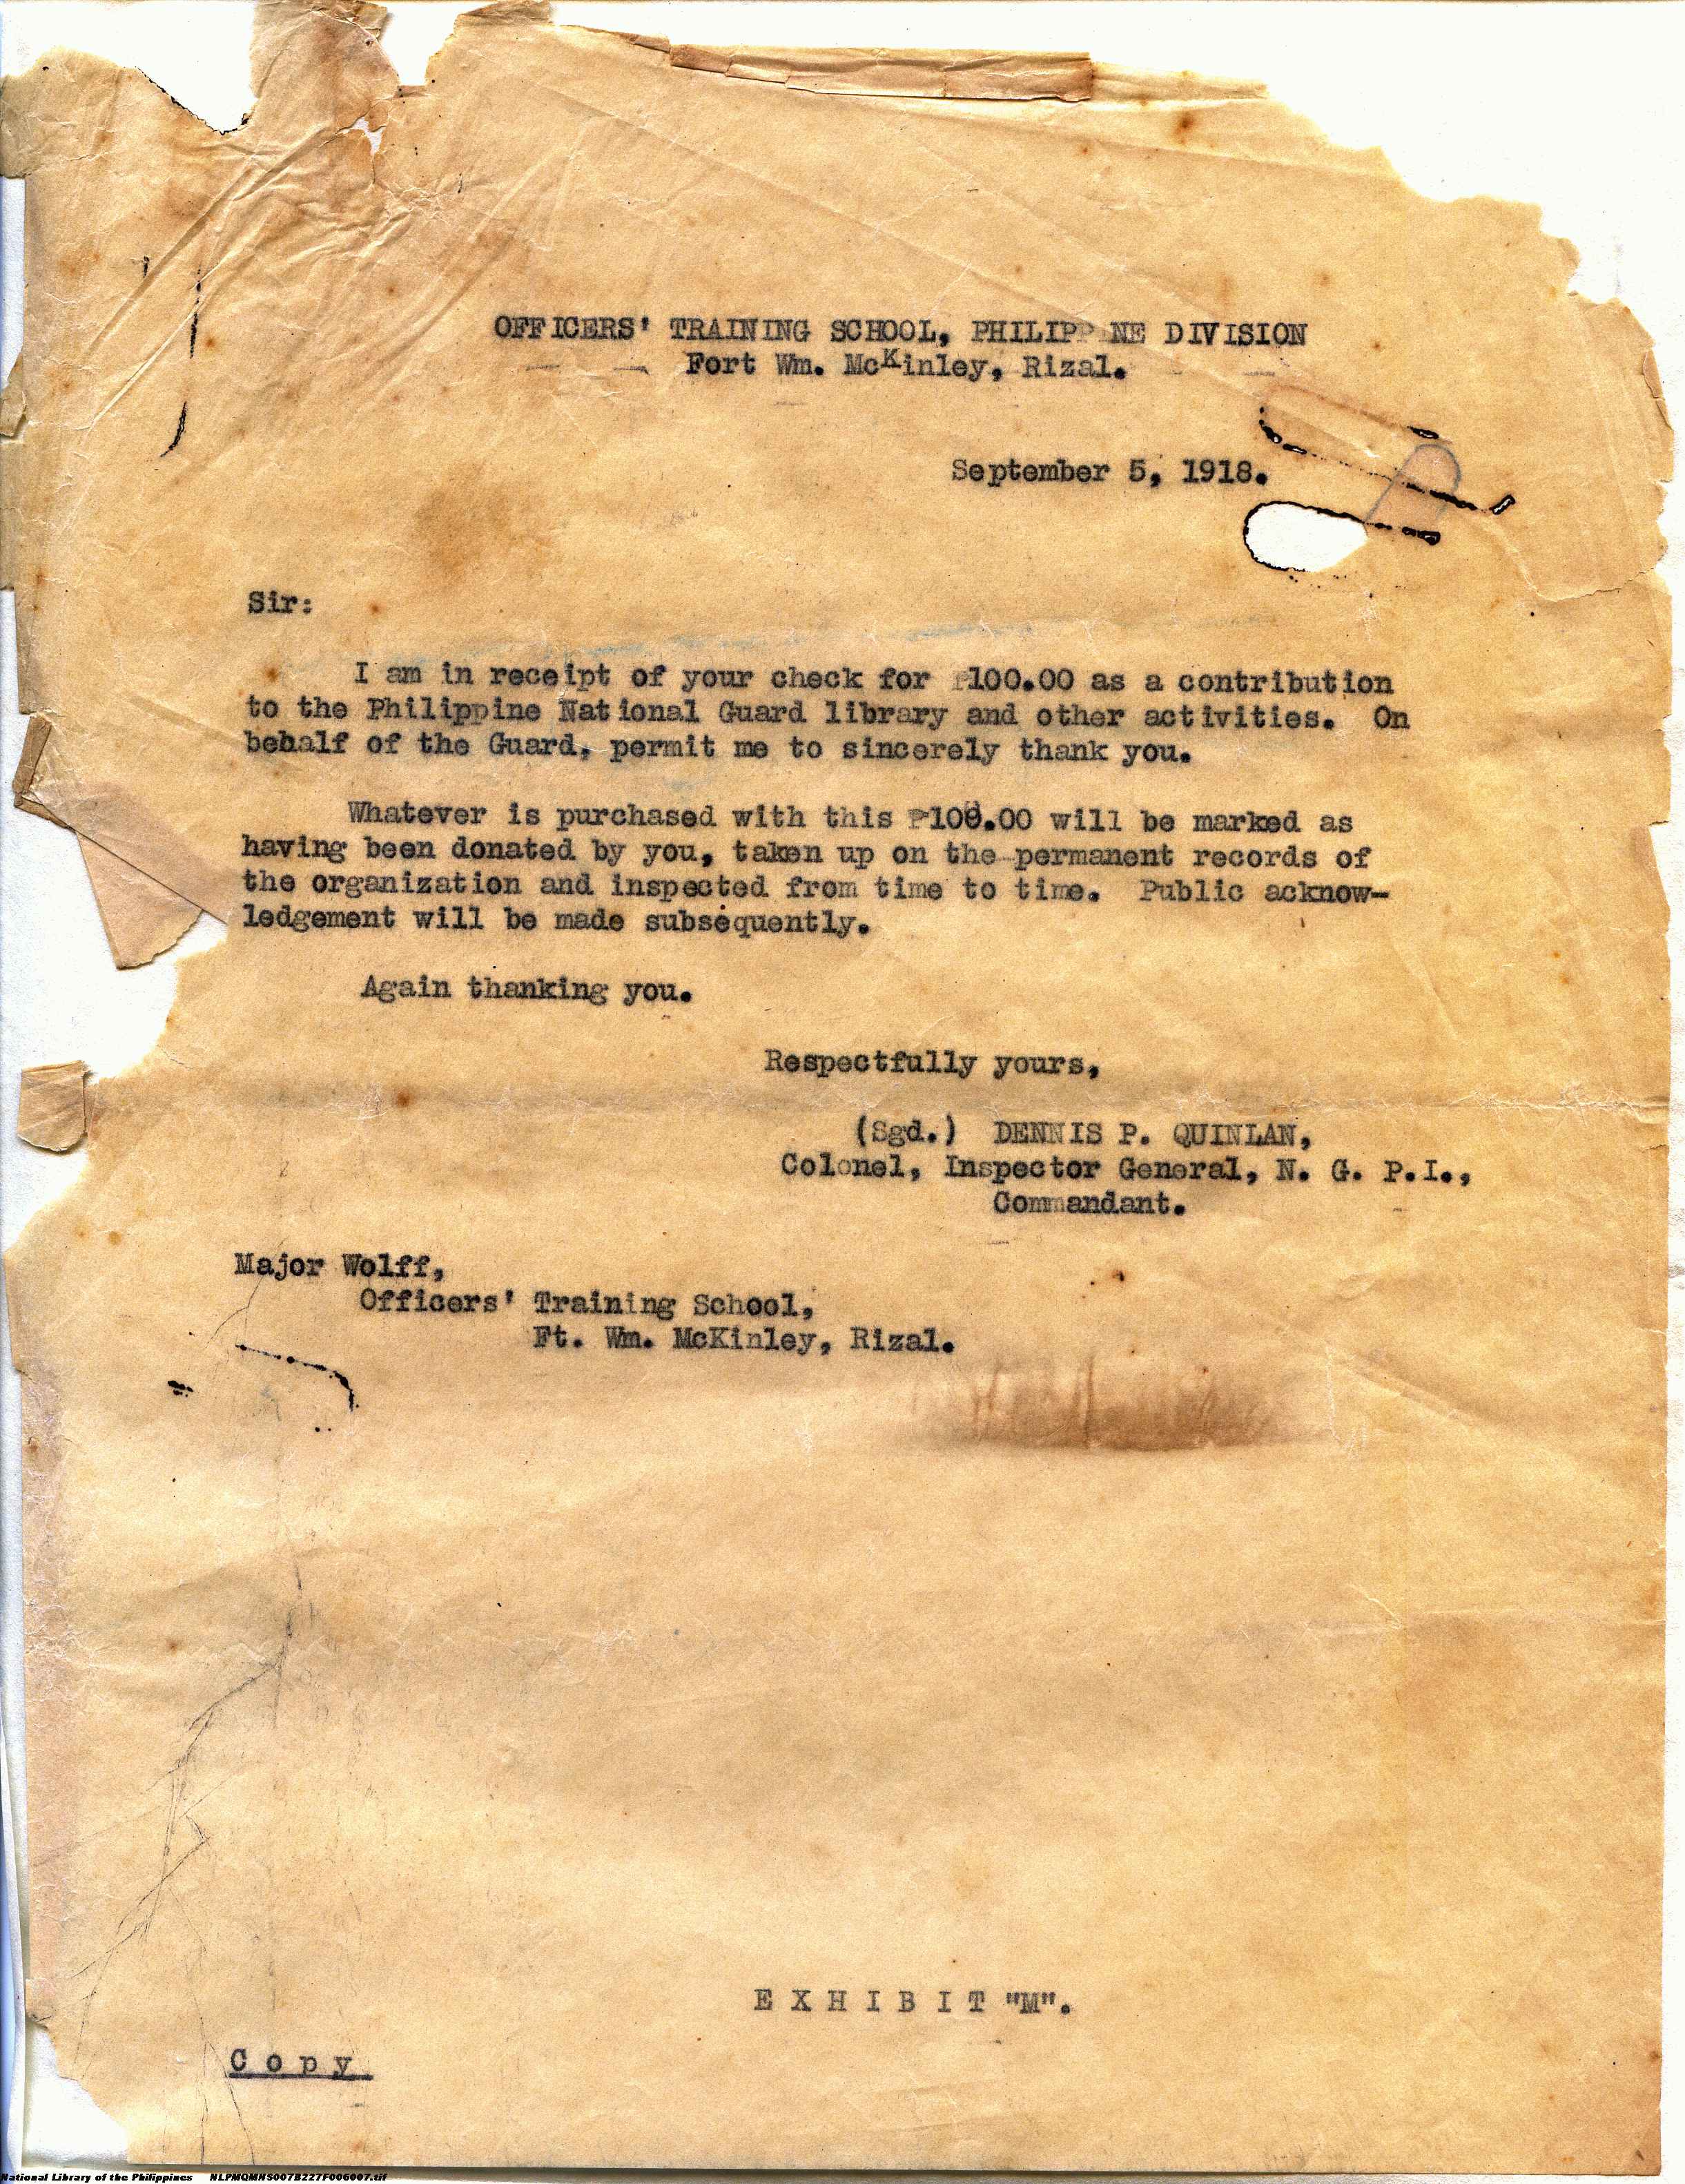 OFFICERS' TRAINING SCHOOL, PHILIPP NE DIVISION
Fort Wm. McKinley, Rizal.
September 5, 1918.
Sir:
I am in receipt of your check for ₱100.00 as a contribution
to the Philippine National Guard library and other activities. On
behalf of the Guard, permit me to sincerely thank you.
Whatever is purchased with this ₱100.00 will be marked as
having been donated by you, taken up on the permanent records of
the organization and inspected from time to time. Public acknow-
ledgement will be made subsequently.
Again thanking you.
Respectfully yours,
(Sgd.) DENNIS P. QUINLAN,
Colonel, Inspector General, N. G. P.I.,
Commandant.
Major Wolff,
Officers' Training School,
Ft. Wm. McKinley, Rizal.
E X H I B I T "M".
C o p y
National Library of the Philippines NLPMQMNS007B227F006007.tif